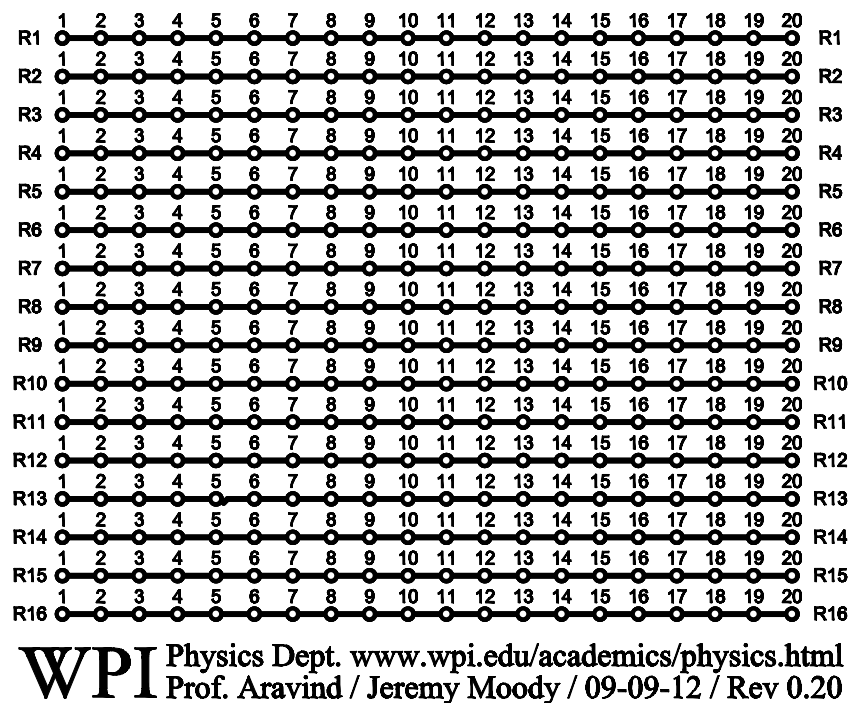 1 2 3 4 5 6 7 8 9 10 11 12 13 14 15 16 17 18 19 20
R1 R1
1 2 3 4 5 6 7 8 9 10 11 12 13 14 15 16 17 18 19 20
R2 R2
1 2 3 4 5 6 7 8 9 10 11 12 13 14 15 16 17 18 19 20
R3 R3
1 2 3 4 5 6 7 8 9 10 11 12 13 14 15 16 17 18 19 20
R4 R4
1 2 3 4 5 6 7 8 9 10 11 12 13 14 15 16 17 18 19 20
R5 R5
1 2 3 4 5 6 7 8 9 10 11 12 13 14 15 16 17 18 19 20
R6 R6
1 2 3 4 5 6 7 8 9 10 11 12 13 14 15 16 17 18 19 20
R7 R7
1 2 3 4 5 6 7 8 9 10 11 12 13 14 15 16 17 18 19 20
R8 R8
1 2 3 4 5 6 7 8 9 10 11 12 13 14 15 16 17 18 19 20
R9 R9
1 2 3 4 5 6 7 8 9 10 11 12 13 14 15 16 17 18 19 20
R10 R10
1 2 3 4 5 6 7 8 9 10 11 12 13 14 15 16 17 18 19 20
R11 R11
1 2 3 4 5 6 7 8 9 10 11 12 13 14 15 16 17 18 19 20
R12 R12
1 2 3 4 5 6 7 8 9 10 11 12 13 14 15 16 17 18 19 20
R13 R13
1 2 3 4 5 6 7 8 9 10 11 12 13 14 15 16 17 18 19 20
R14 R14
1 2 3 4 5 6 7 8 9 10 11 12 13 14 15 16 17 18 19 20
R15 R15
1 2 3 4 5 6 7 8 9 10 11 12 13 14 15 16 17 18 19 20
R16 R16
WPI
Physics Dept. www.wpi.edu/academics/physics.html
Prof. Aravind / Jeremy Moody / 09-09-12 / Rev 0.20